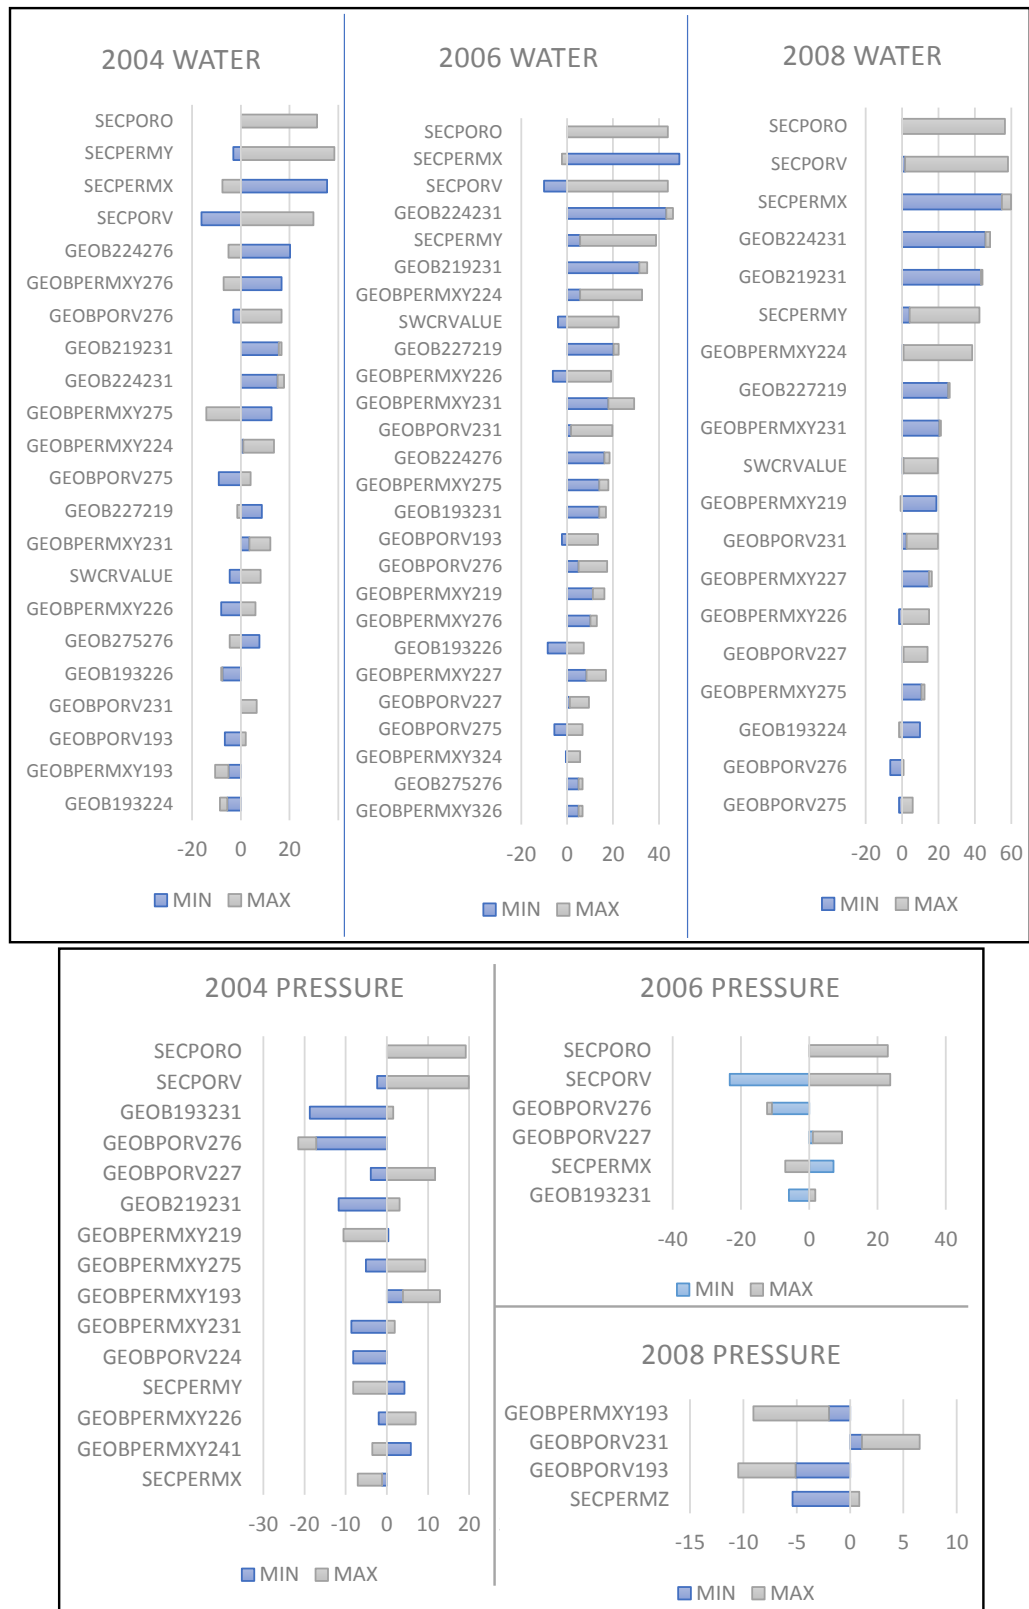 2004 WATER
SECPORO
SECPERMY
SECPERMX
SECPORV
GEOB224276
GEOBPERMXY276
GEOBPORV276
GEOB219231
GEOB224231
GEOBPERMXY275
GEOBPERMXY224
GEOBPORV275
GEOB227219
GEOBPERMXY231
SWCRVALUE
GEOBPERMXY226
GEOB275276
GEOB193226
GEOBPORV231
GEOBPORV193
GEOBPERMXY193
GEOB193224
-20 0 20
MIN MAX
2006 WATER
SECPORO
SECPERMX
SECPORV
GEOB224231
SECPERMY
GEOB219231
GEOBPERMXY224
SWCRVALUE
GEOB227219
GEOBPERMXY226
GEOBPERMXY231
GEOBPORV231
GEOB224276
GEOBPERMXY275
GEOB193231
GEOBPORV193
GEOBPORV276
GEOBPERMXY219
GEOBPERMXY276
GEOB193226
GEOBPERMXY227
GEOBPORV227
GEOBPORV275
GEOBPERMXY324
GEOB275276
GEOBPERMXY326
-20 0 20 40
MIN MAX
2008 WATER
SECPORO
SECPORV
SECPERMX
GEOB224231
GEOB219231
SECPERMY
GEOBPERMXY224
GEOB227219
GEOBPERMXY231
SWCRVALUE
GEOBPERMXY219
GEOBPORV231
GEOBPERMXY227
GEOBPERMXY226
GEOBPORV227
GEOBPERMXY275
GEOB193224
GEOBPORV276
GEOBPORV275
-20 0 20 40 60
MIN MAX
2004 PRESSURE
SECPORO
SECPORV
GEOB193231
GEOBPORV276
GEOBPORV227
GEOB219231
GEOBPERMXY219
GEOBPERMXY275
GEOBPERMXY193
GEOBPERMXY231
GEOBPORV224
SECPERMY
GEOBPERMXY226
GEOBPERMXY241
SECPERMX
-30 -20 -10 0 10 20
MIN MAX
2006 PRESSURE
SECPORO
SECPORV
GEOBPORV276
GEOBPORV227
SECPERMX
GEOB193231
-40 -20 0 20 40
MIN MAX
2008 PRESSURE
GEOBPERMXY193
GEOBPORV231
GEOBPORV193
SECPERMZ
-15 -10 -5 0 5 10
MIN MAX